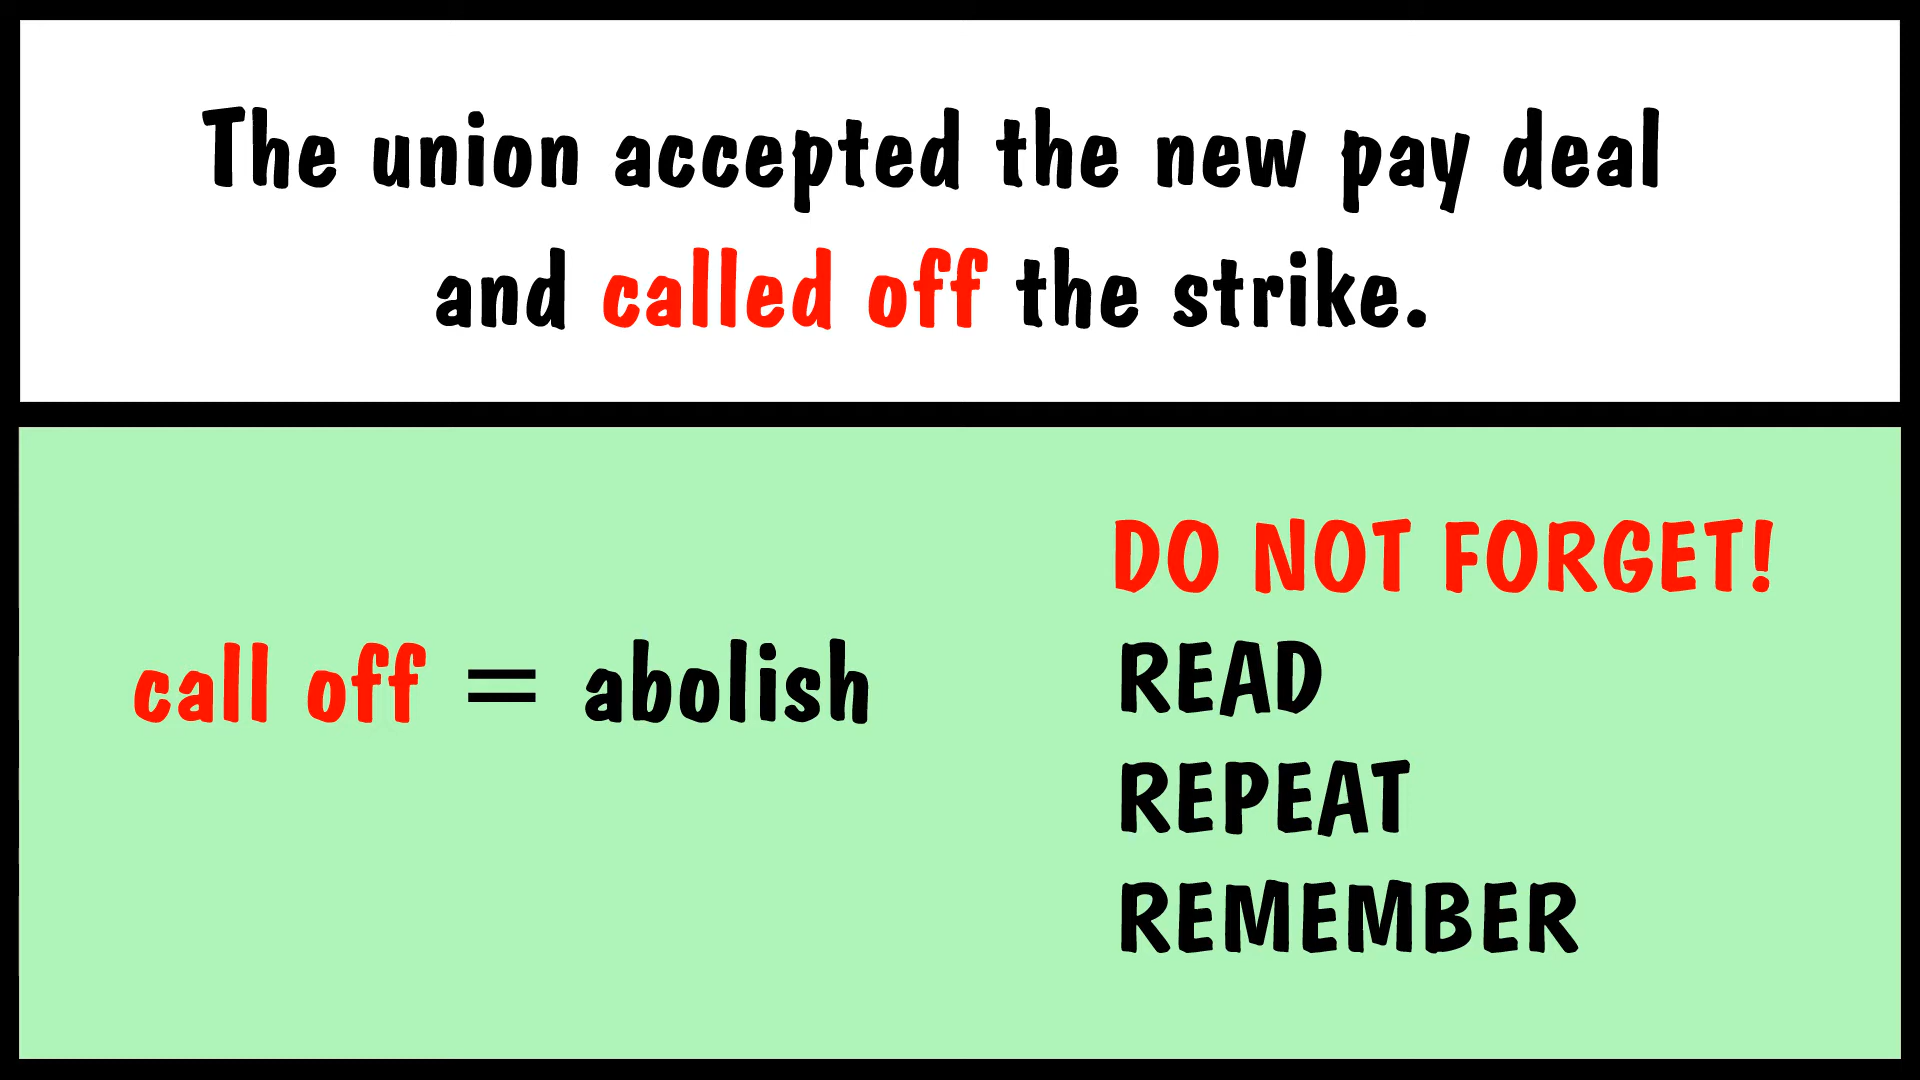 The union accepted the new pay deal
and called off the strike.
call off = abolish
DO NOT FORGET!
READ
REPEAT
REMEMBER